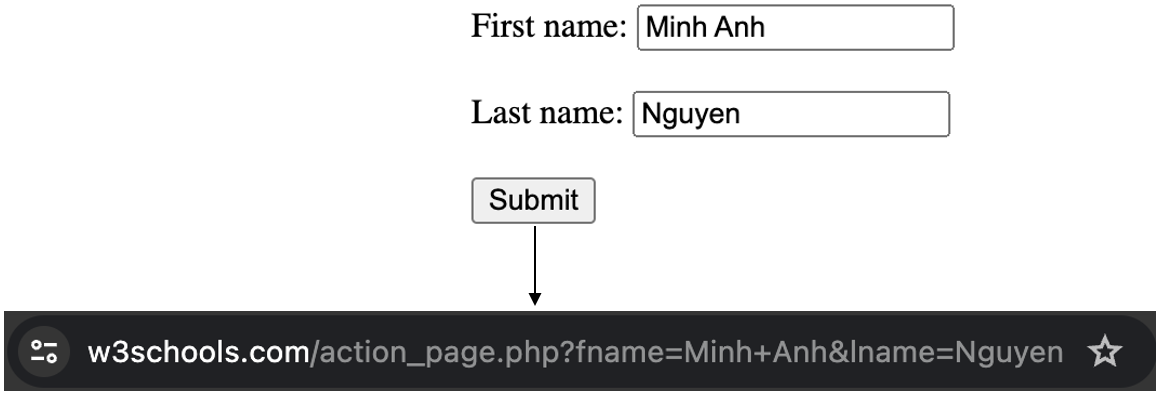 First name: Minh Anh
Last name: Nguyen
Submit
w3schools.com/action_page.php?fname=Minh+Anh&lname=Nguyen